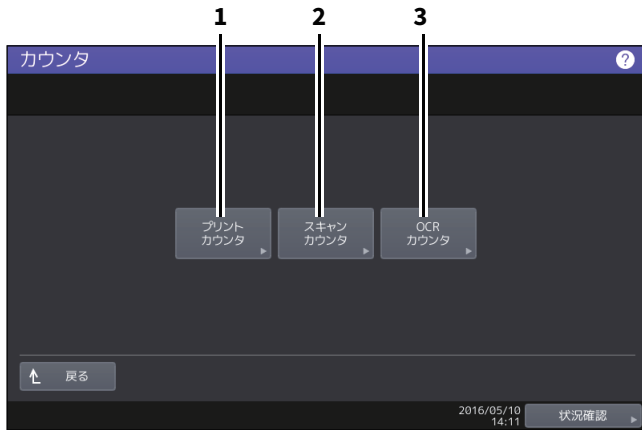 1 2 3
カウンタ ?
プリント
カウンタ
スキャン
カウンタ
OCR
カウンタ
戻る
2016/05/10
14:11
状況確認